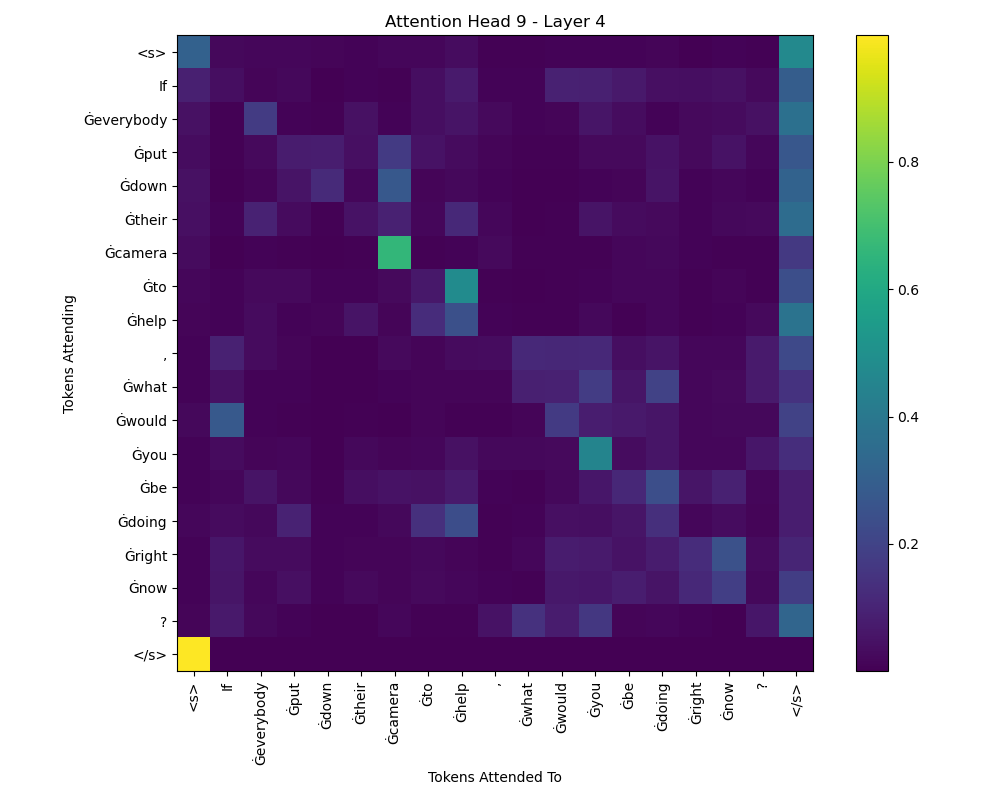 Attention Head 9 - Layer 4
<s>
If
Ġeverybody
Ġput
Ġdown
Ġtheir
Ġcamera
Ġto
Ġhelp
,
Ġwhat
Ġwould
Ġyou
Ġbe
Ġdoing
Ġright
Ġnow
?
</s>
Tokens Attending
<s>
If
Ġeverybody
Ġput
Ġdown
Ġtheir
Ġcamera
Ġto
Ġhelp
,
Ġwhat
Ġwould
Ġyou
Ġbe
Ġdoing
Ġright
Ġnow
?
</s>
Tokens Attended To
0.8
0.6
0.4
0.2